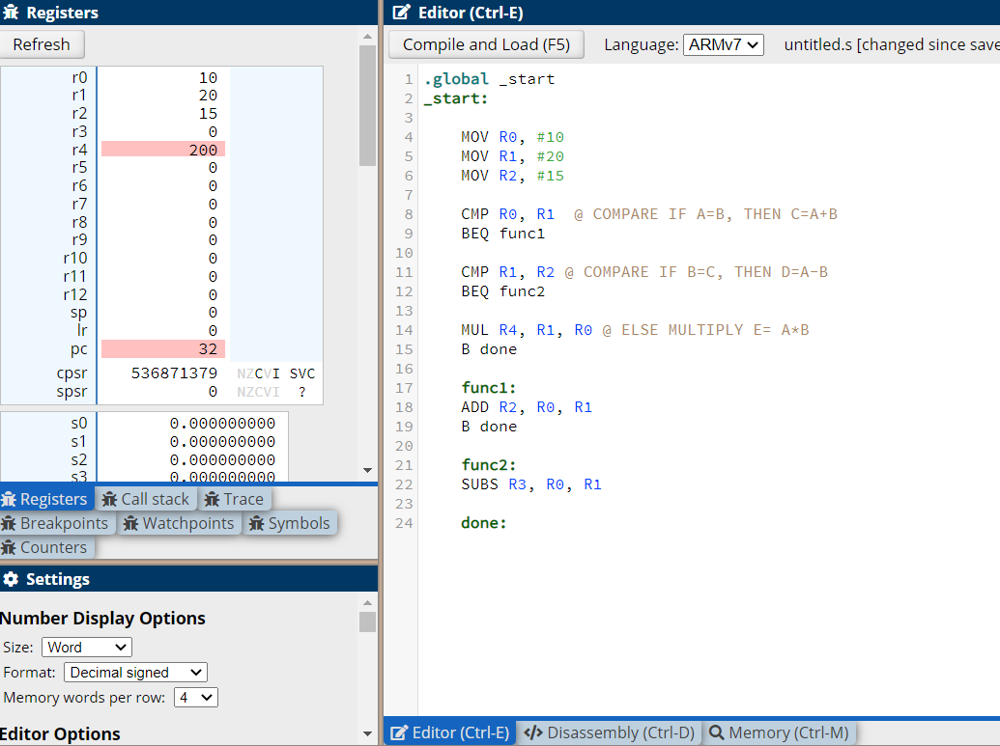 Registers
Refresh
r0 10
r1 20
r2 15
r3 0
r4 200
r5 0
r6 0
r7 0
r8 0
r9 0
r10 0
r11 0
r12 0
sp 0
lr 0
pc 32
cpsr 536871379 NZCVI SVC
spsr 0 NZCVI ?
s0 0.000000000
s1 0.000000000
s2 0.000000000
s3 0.000000000
Registers Call stack Trace
Breakpoints Watchpoints Symbols
Counters
Settings
Number Display Options
Size: Word
Format: Decimal signed
Memory words per row: 4
Editor Options
Editor (Ctrl-E)
Compile and Load (F5) Language: ARMv7 untitled.s [changed since save
1 .global _start
2 _start:
3
4 MOV R0, #10
5 MOV R1, #20
6 MOV R2, #15
7
8 CMP R0, R1 @ COMPARE IF A=B, THEN C=A+B
9 BEQ func1
10
11 CMP R1, R2 @ COMPARE IF B=C, THEN D=A-B
12 BEQ func2
13
14 MUL R4, R1, R0 @ ELSE MULTIPLY E= A*B
15 B done
16
17 func1:
18 ADD R2, R0, R1
19 B done
20
21 func2:
22 SUBS R3, R0, R1
23
24 done:
Editor (Ctrl-E) </> Disassembly (Ctrl-D) Memory (Ctrl-M)